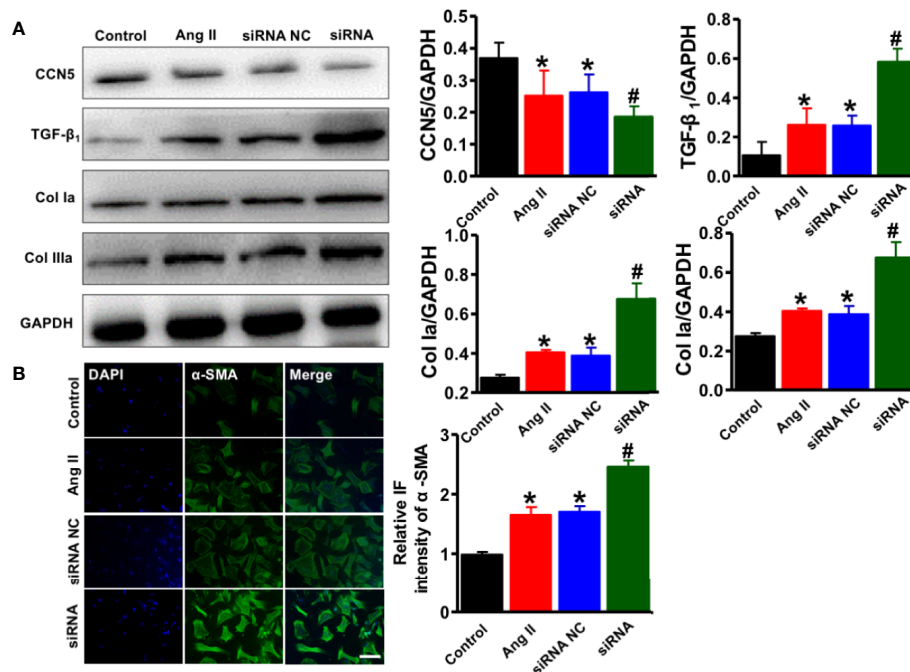 A
Control Ang II siRNA NC siRNA
CCN5
TGF-β1
Col Ia
Col IIIa
GAPDH
CCN5/GAPDH
0.5
0.4
0.3
0.2
0.1
0.0
* * #
Control Ang II siRNA NC siRNA
TGF-β1/GAPDH
0.8
0.6
0.4
0.2
0.0
* * #
Control Ang II siRNA NC siRNA
Col Ia/GAPDH
1.0
0.8
0.6
0.4
0.2
* * #
Control Ang II siRNA NC siRNA
Col Ia/GAPDH
0.8
0.6
0.4
0.2
0.0
* * #
Control Ang II siRNA NC siRNA
B
DAPI α-SMA Merge
Control
Ang II
siRNA NC
siRNA
Relative IF
intensity of α -SMA
3
2
1
0
* * #
Control Ang II siRNA NC siRNA